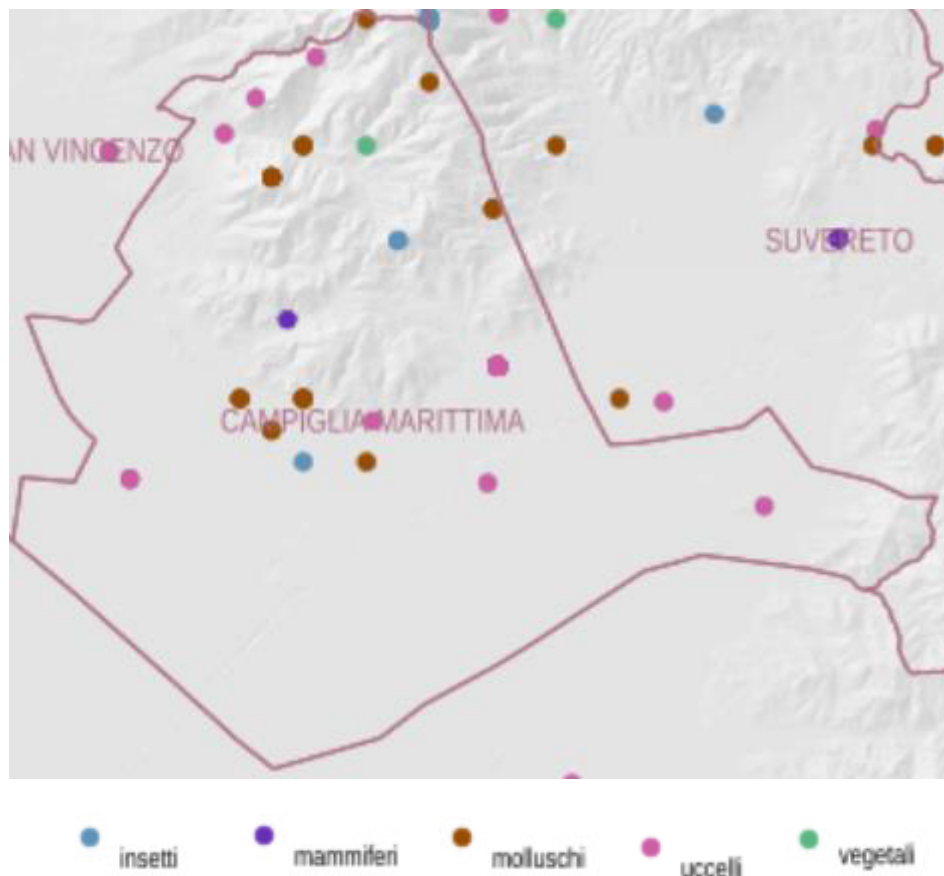 AN VINCENZO
SUVERETO
CAMPIGLIA MARITTIMA
insetti
mammiferi
molluschi
uccelli
vegetali